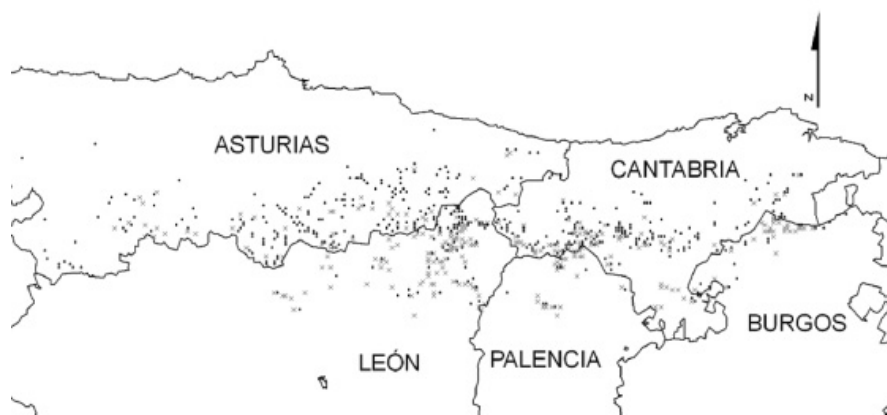 N
ASTURIAS
CANTABRIA
BURGOS
LEÓN
PALENCIA